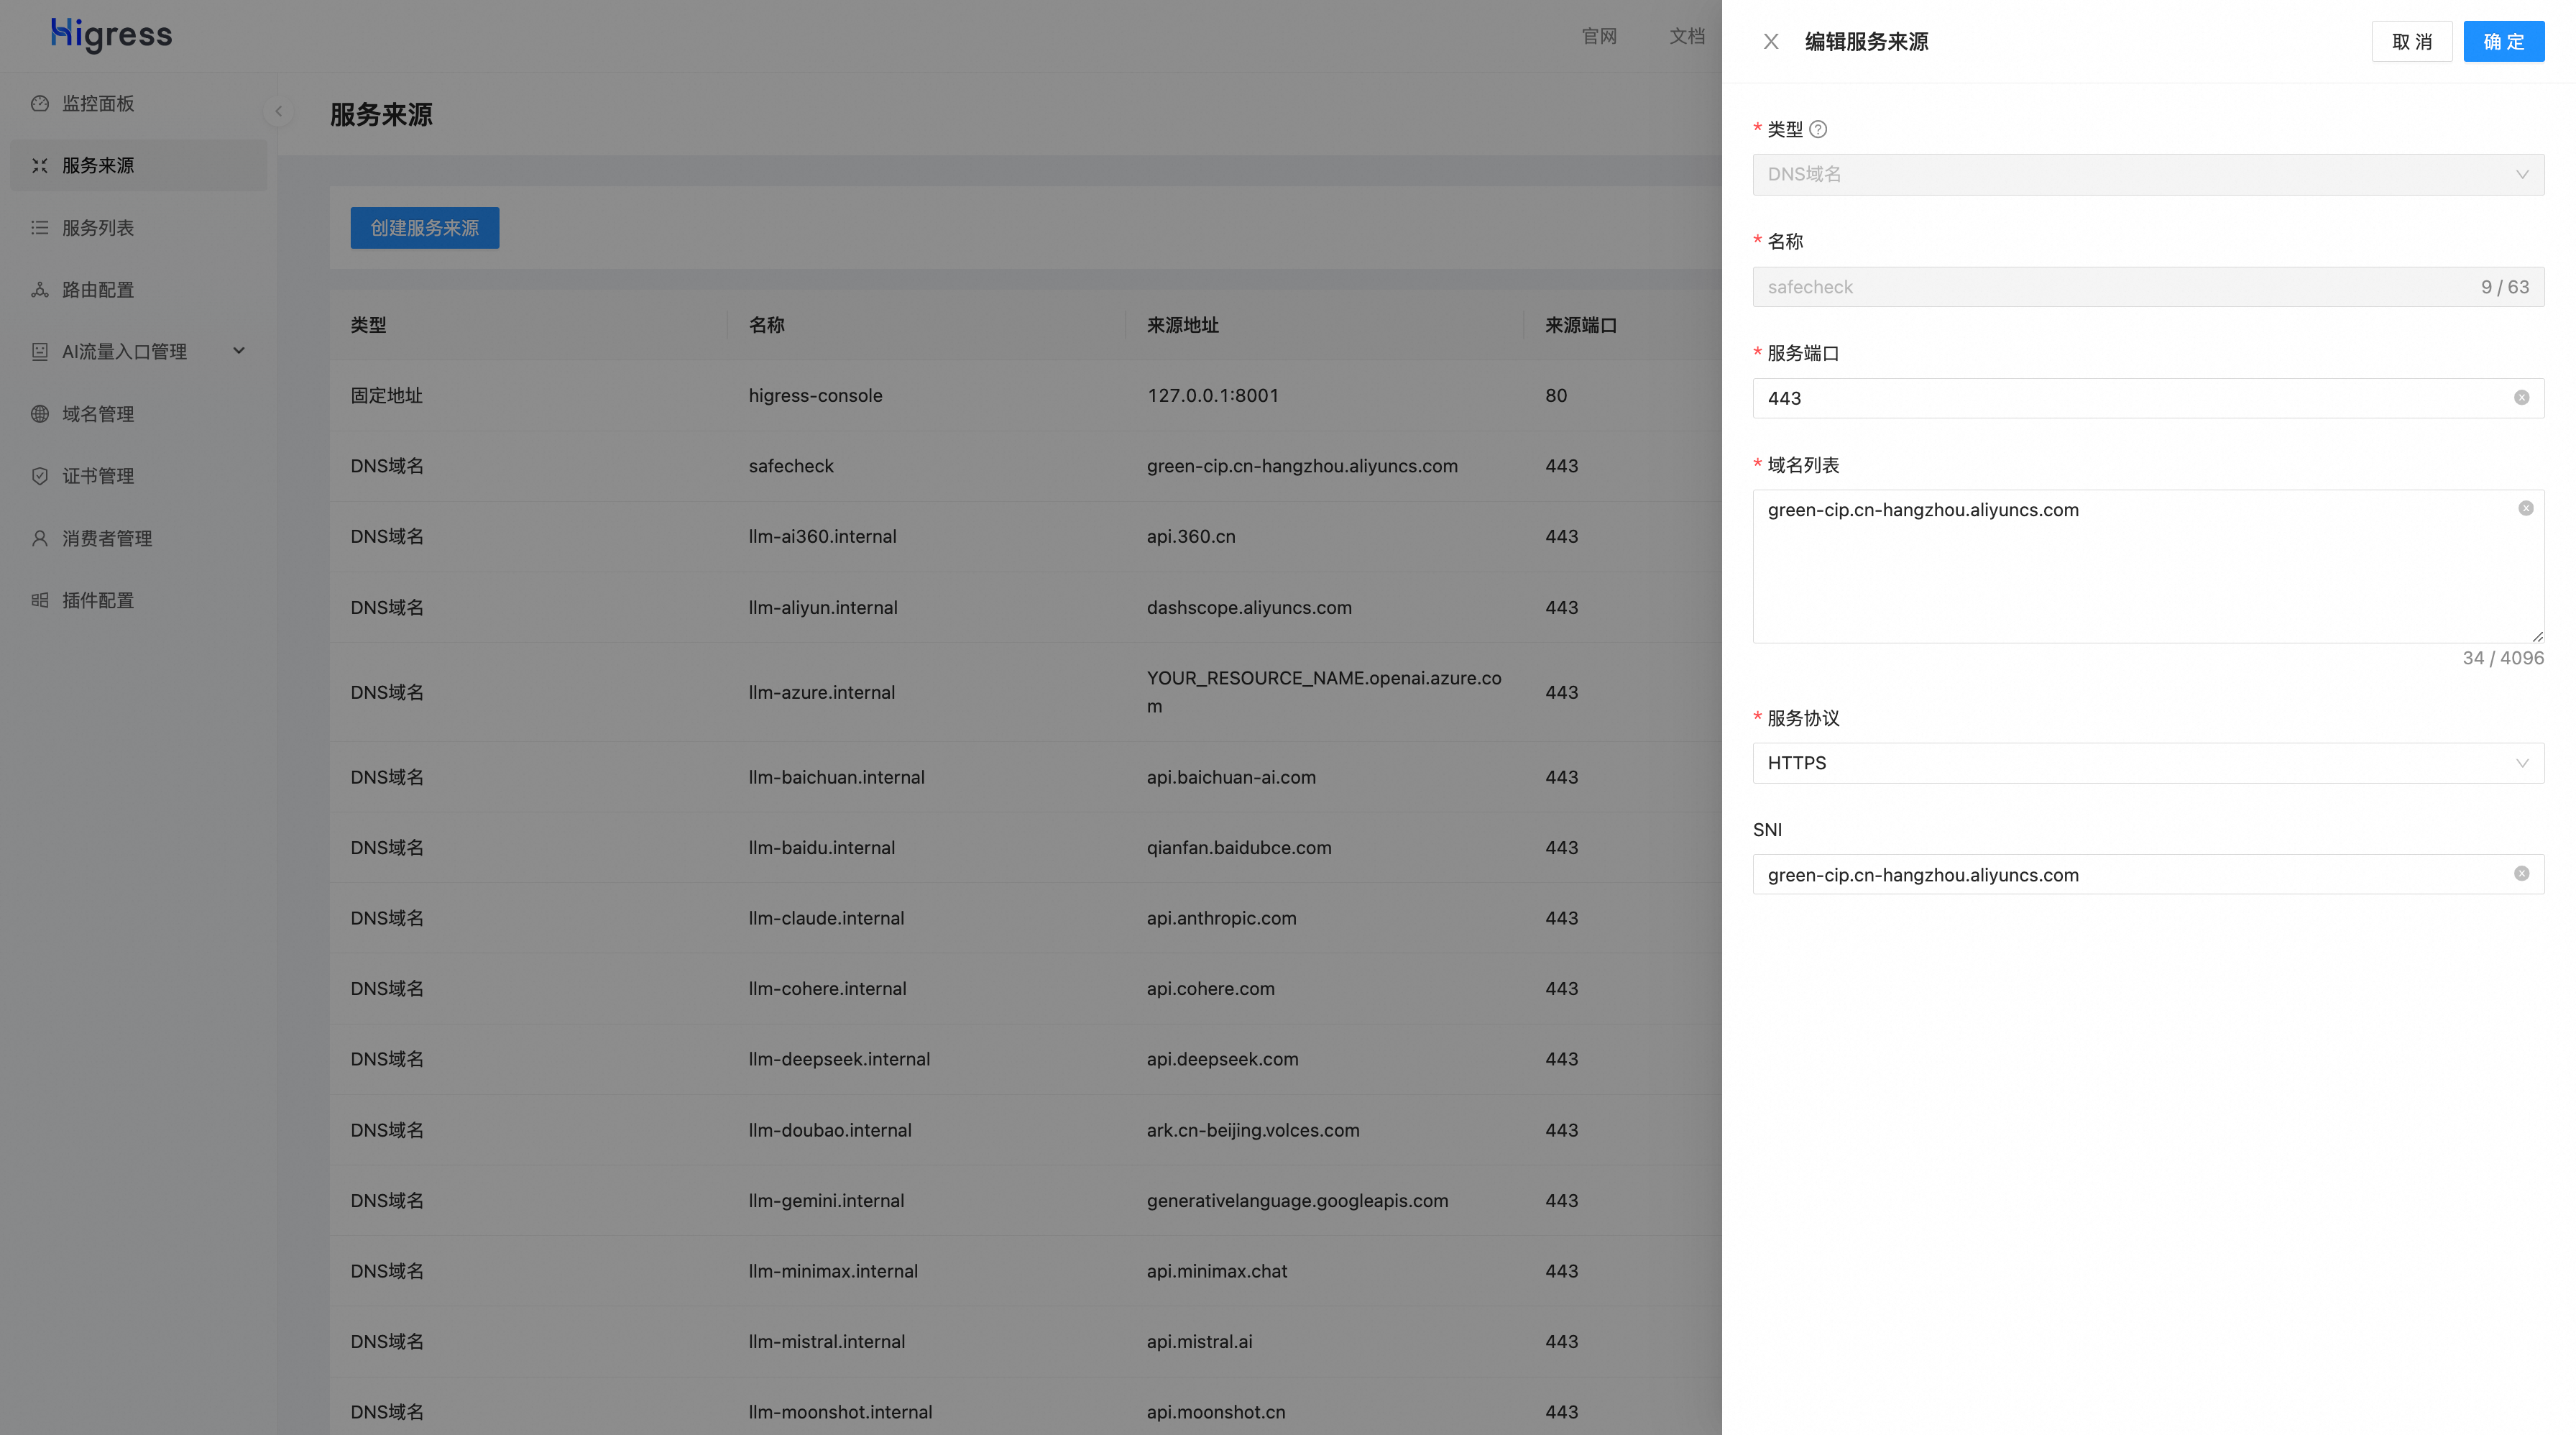 Higress
官网 文档
监控面板
服务来源
服务列表
路由配置
AI流量入口管理
域名管理
证书管理
消费者管理
插件配置
服务来源
创建服务来源
类型 名称 来源地址 来源端口
固定地址 higress-console 127.0.0.1:8001 80
DNS域名 safecheck green-cip.cn-hangzhou.aliyuncs.com 443
DNS域名 llm-ai360.internal api.360.cn 443
DNS域名 llm-aliyun.internal dashscope.aliyuncs.com 443
DNS域名 llm-azure.internal YOUR_RESOURCE_NAME.openai.azure.co 443
m
DNS域名 llm-baichuan.internal api.baichuan-ai.com 443
DNS域名 llm-baidu.internal qianfan.baidubce.com 443
DNS域名 llm-claude.internal api.anthropic.com 443
DNS域名 llm-cohere.internal api.cohere.com 443
DNS域名 llm-deepseek.internal api.deepseek.com 443
DNS域名 llm-doubao.internal ark.cn-beijing.volces.com 443
DNS域名 llm-gemini.internal generativelanguage.googleapis.com 443
DNS域名 llm-minimax.internal api.minimax.chat 443
DNS域名 llm-mistral.internal api.mistral.ai 443
DNS域名 llm-moonshot.internal api.moonshot.cn 443
编辑服务来源 取 消 确 定
* 类型
DNS域名
* 名称
safecheck 9 / 63
* 服务端口
443
* 域名列表
green-cip.cn-hangzhou.aliyuncs.com
34 / 4096
* 服务协议
HTTPS
SNI
green-cip.cn-hangzhou.aliyuncs.com